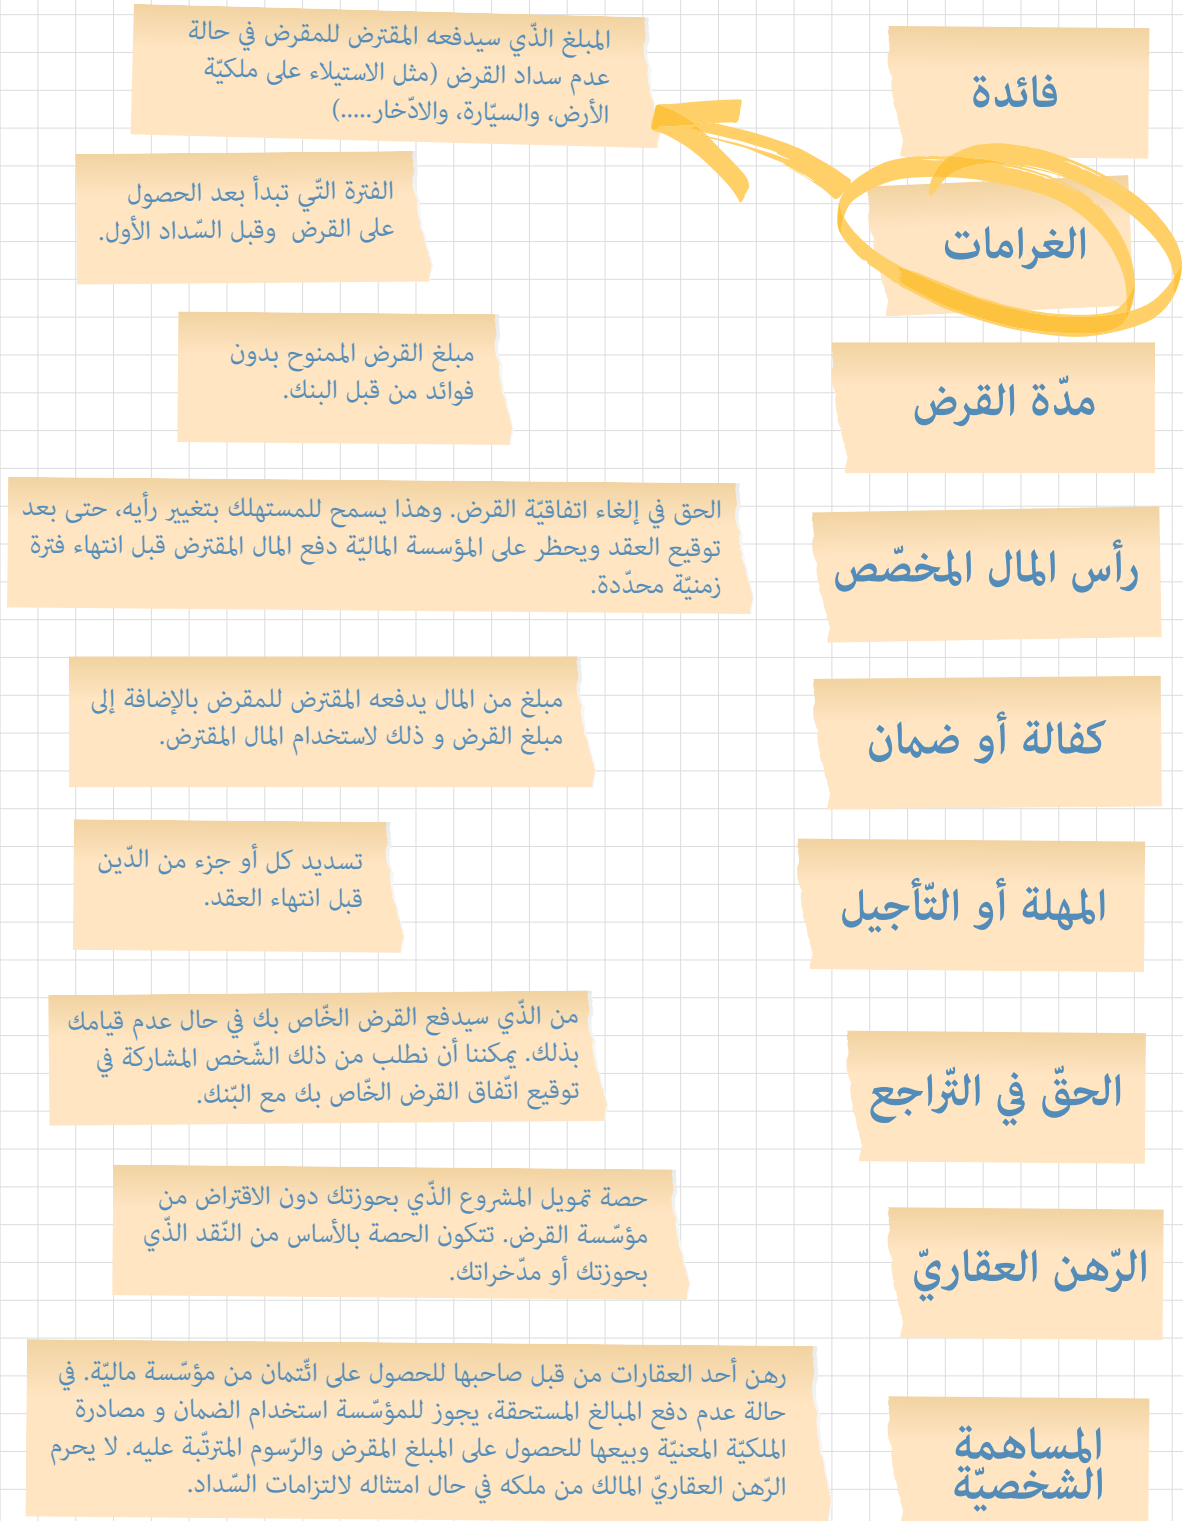 فائدة
الغرامات
مدّة القرض
رأس المال المخصّص
كفالة أو ضمان
المهلة أو التّأجيل
الحقّ في التّراجع
الرّهن العقاريّ
المساهمة
الشخصيّة
المبلغ الذّي سيدفعه المقترض للمقرض في حالة
عدم سداد القرض (مثل الاستيلاء على ملكيّة
الأرض، والسيّارة، والادّخار.....)
الفترة التّي تبدأ بعد الحصول
على القرض وقبل السّداد الأول.
مبلغ القرض الممنوح بدون
فوائد من قبل البنك.
الحق في إلغاء اتفاقيّة القرض. وهذا يسمح للمستهلك بتغيير رأيه، حتى بعد
توقيع العقد ويحظر على المؤسسة الماليّة دفع المال المقترض قبل انتهاء فترة
زمنيّة محدّدة.
مبلغ من المال يدفعه المقترض للمقرض بالإضافة إلى
مبلغ القرض و ذلك لاستخدام المال المقترض.
تسديد كل أو جزء من الدّين
قبل انتهاء العقد.
من الذّي سيدفع القرض الخّاص بك في حال عدم قيامك
بذلك. يمكننا أن نطلب من ذلك الشّخص المشاركة في
توقيع اتّفاق القرض الخّاص بك مع البّنك.
حصة تمويل المشروع الذّي بحوزتك دون الاقتراض من
مؤسّسة القرض. تتكون الحصة بالأساس من النّقد الذّي
بحوزتك أو مدّخراتك.
رهن أحد العقارات من قبل صاحبها للحصول على ائّتمان من مؤسّسة ماليّة. في
حالة عدم دفع المبالغ المستحقة، يجوز للمؤسّسة استخدام الضمان و مصادرة
الملكيّة المعنيّة وبيعها للحصول على المبلغ المقرض والرّسوم المترتّبة عليه. لا يحرم
الرّهن العقاريّ المالك من ملكه في حال امتثاله لالتزامات السّداد.